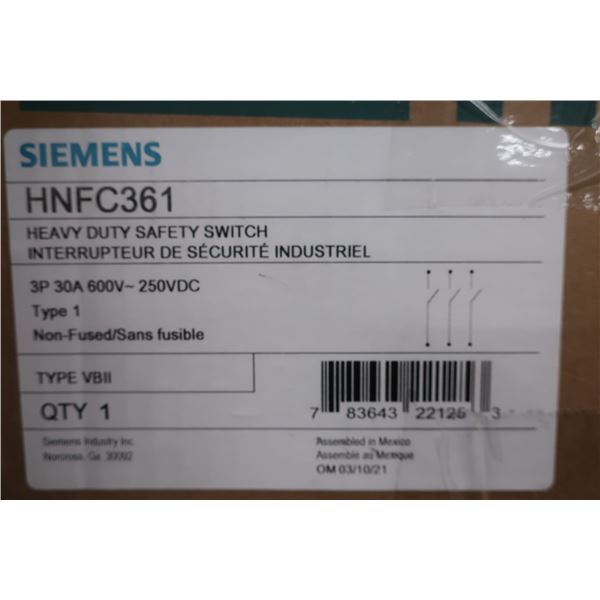 SIEMENS
HNFC361
HEAVY DUTY SAFETY SWITCH
INTERRUPTEUR DE SÉCURITÉ INDUSTRIEL
3P 30A 600V~ 250VDC
Type 1
Non-Fused/Sans fusible
TYPE VBII
QTY 1
7 83643 22125 3
Siemens Industry Inc.
Norcross, Ga 30092
Assembled in Mexico
Assemblé au Mexique
OM 03/10/21